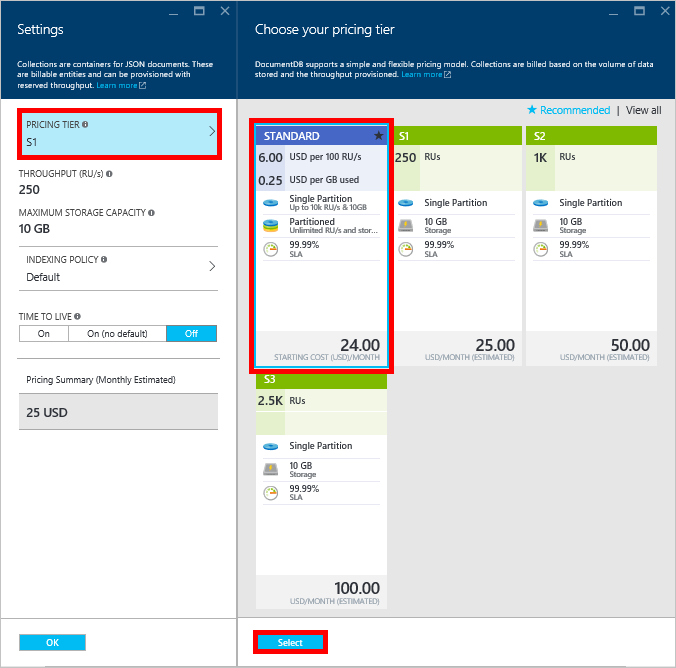 Settings
Collections are containers for JSON documents. These
are billable entities and can be provisioned with
reserved throughput. Learn more
PRICING TIER
S1
THROUGHPUT (RU/s)
250
MAXIMUM STORAGE CAPACITY
10 GB
INDEXING POLICY
Default
TIME TO LIVE
On
On (no default)
Off
Pricing Summary (Monthly Estimated)
25 USD
OK
Choose your pricing tier
DocumentDB supports a simple and flexible pricing model. Collections are billed based on the volume of data
stored and the throughput provisioned. Learn more
Recommended | View all
STANDARD
6.00 USD per 100 RU/s
0.25 USD per GB used
Single Partition
Up to 10k RU/s & 10GB
Partitioned
Unlimited RU/s and stor...
99.99%
SLA
24.00
STARTING COST (USD)/MONTH
S1
250 RUs
Single Partition
10 GB
Storage
99.99%
SLA
25.00
USD/MONTH (ESTIMATED)
S2
1K RUs
Single Partition
10 GB
Storage
99.99%
SLA
50.00
USD/MONTH (ESTIMATED)
S3
2.5K RUs
Single Partition
10 GB
Storage
99.99%
SLA
100.00
USD/MONTH (ESTIMATED)
Select